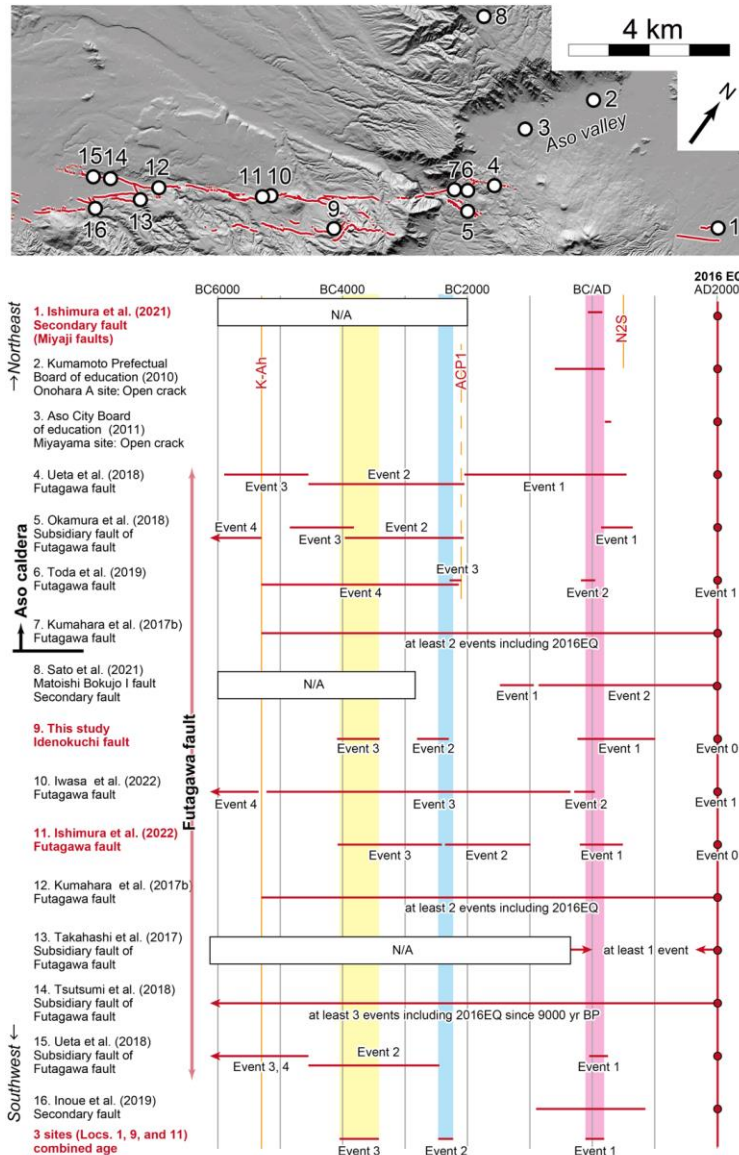 8
4 km
N
2
3
Aso valley
15 14
12
11 10
7 6
4
13
16
9
5
1
2016 EQ
BC6000 BC4000 BC2000 BC/AD AD2000
→Northeast
1. Ishimura et al. (2021)
Secondary fault
(Miyaji faults)
N/A
K-Ah
ACP1
N2S
2. Kumamoto Prefectual
Board of education (2010)
Onohara A site: Open crack
3. Aso City Board
of education (2011)
Miyayama site: Open crack
4. Ueta et al. (2018)
Futagawa fault
Event 3
Event 2
Event 1
5. Okamura et al. (2018)
Subsidiary fault of
Futagawa fault
Event 4
Event 3
Event 2
Event 1
6. Toda et al. (2019)
Futagawa fault
Event 3
Event 4
Event 2
Event 1
7. Kumahara et al. (2017b)
Futagawa fault
at least 2 events including 2016EQ
Aso caldera
8. Sato et al. (2021)
Matoishi Bokujo I fault
Secondary fault
N/A
Event 1
Event 2
Futagawa fault
9. This study
Idenokuchi fault
Event 3
Event 2
Event 1
Event 0
10. Iwasa et al. (2022)
Futagawa fault
Event 4
Event 3
Event 2
Event 1
11. Ishimura et al. (2022)
Futagawa fault
Event 3
Event 2
Event 1
Event 0
12. Kumahara et al. (2017b)
Futagawa fault
at least 2 events including 2016EQ
13. Takahashi et al. (2017)
Subsidiary fault of
Futagawa fault
N/A
at least 1 event
14. Tsutsumi et al. (2018)
Subsidiary fault of
Futagawa fault
at least 3 events including 2016EQ since 9000 yr BP
15. Ueta et al. (2018)
Subsidiary fault of
Futagawa fault
Event 3, 4
Event 2
Event 1
Southwest ←
16. Inoue et al. (2019)
Secondary fault
3 sites (Locs. 1, 9, and 11)
combined age
Event 3
Event 2
Event 1